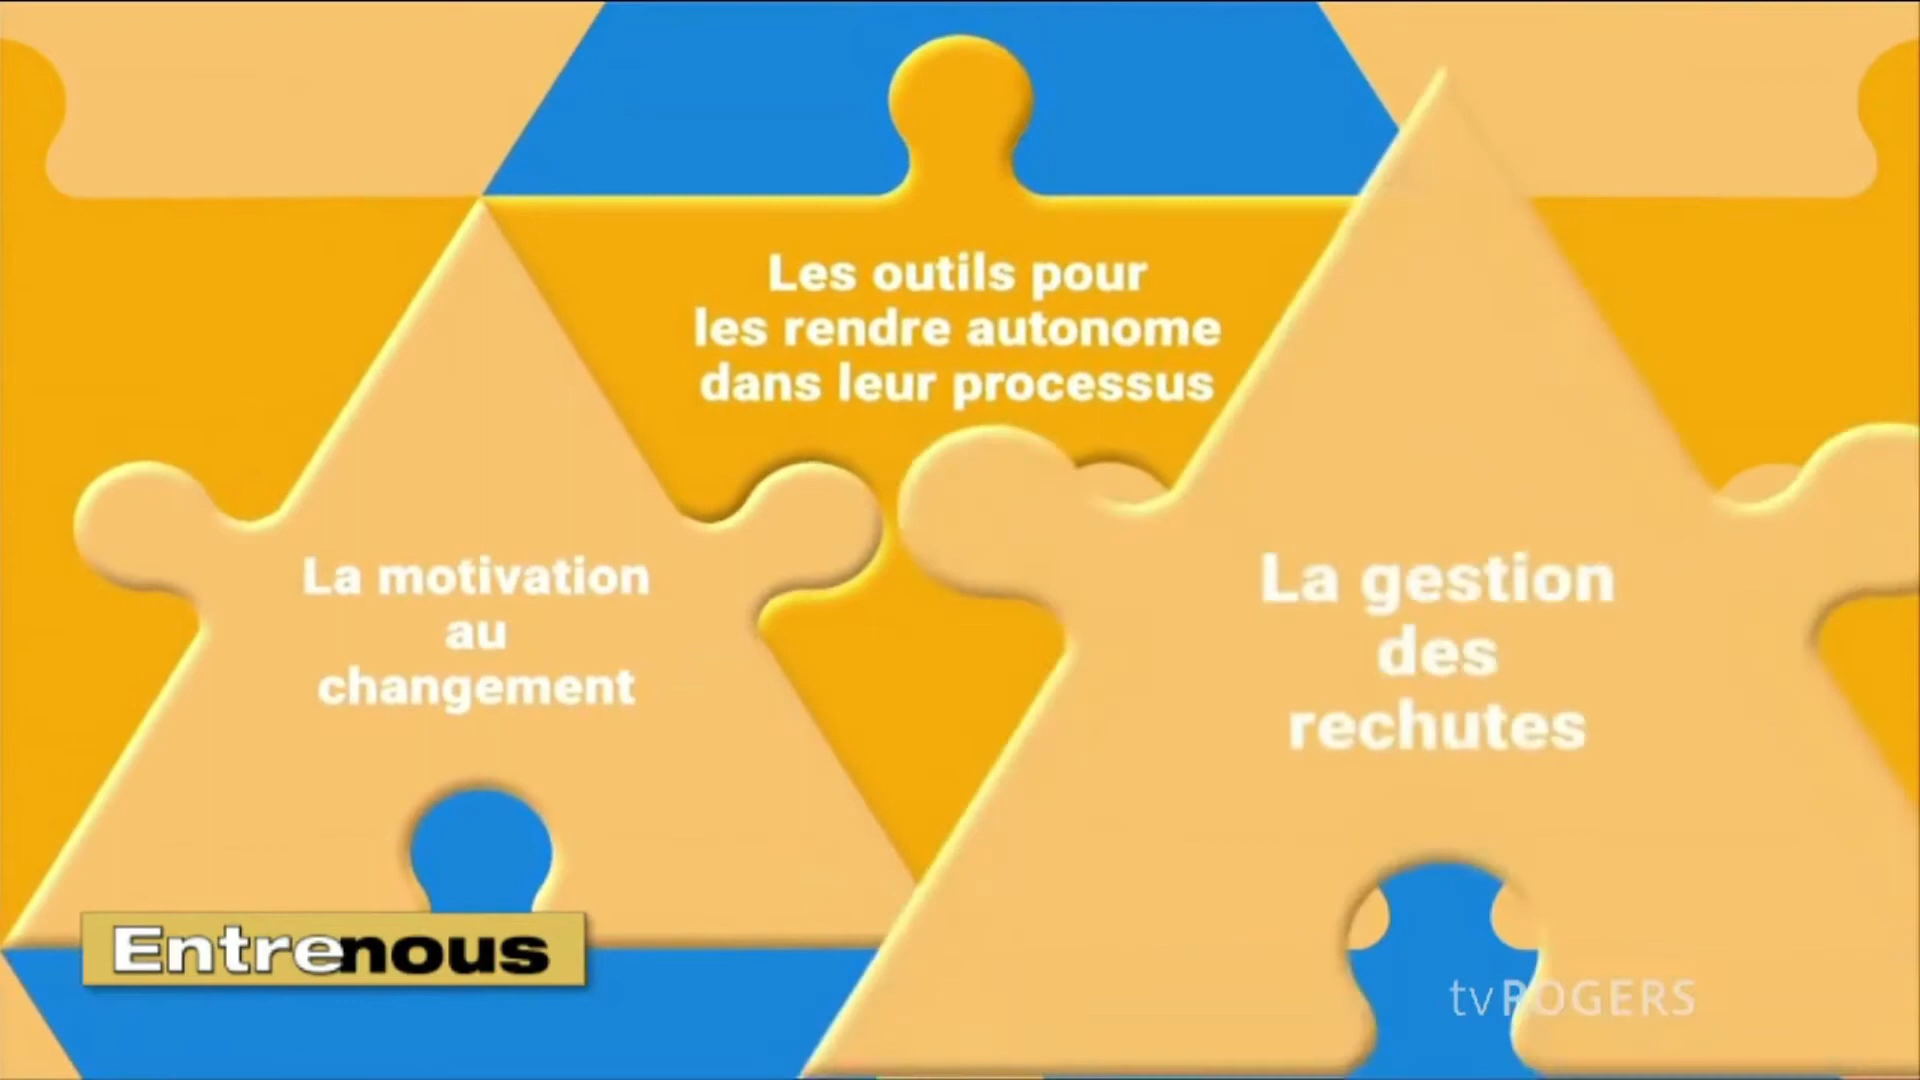 Les outils pour
les rendre autonome
dans leur processus
La motivation
au
changement
La gestion
des
rechutes
Entrenous
tvROGERS